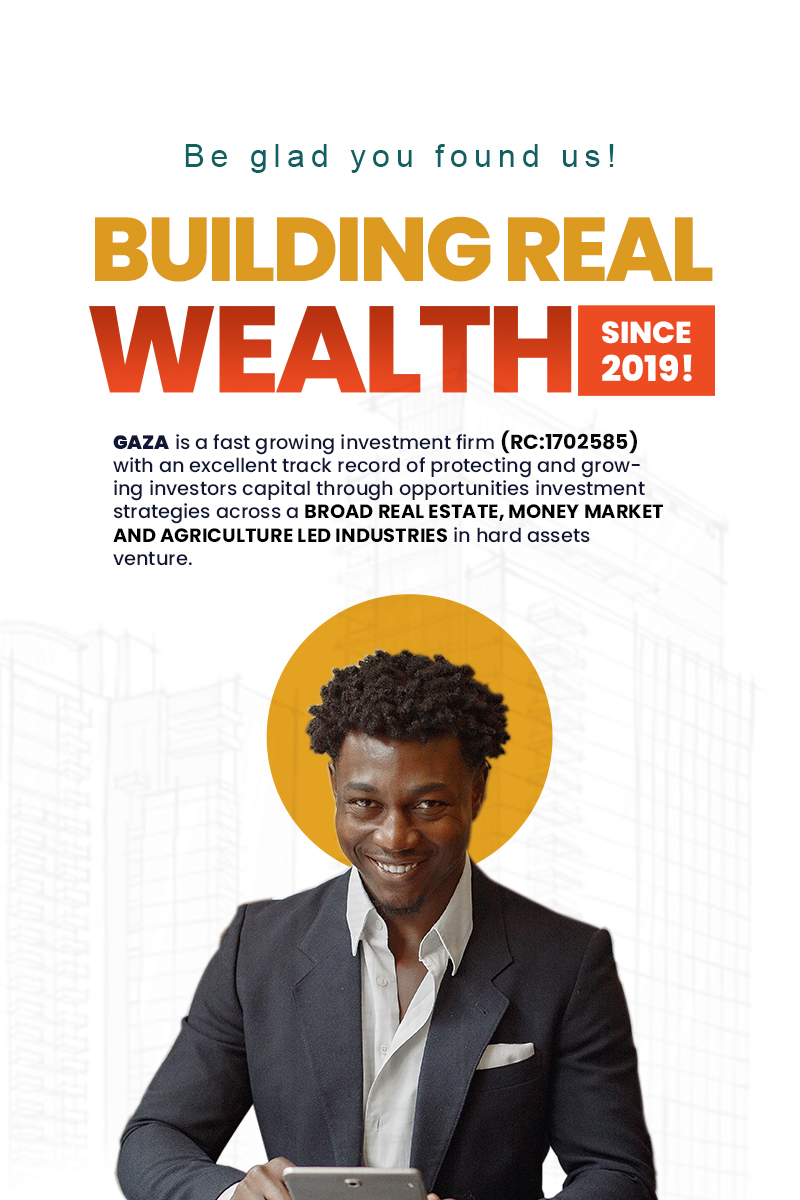 Be glad you found us!
BUILDING REAL
WEALTH
SINCE
2019!
GAZA is a fast growing investment firm (RC:1702585)
with an excellent track record of protecting and grow-
ing investors capital through opportunities investment
strategies across a BROAD REAL ESTATE, MONEY MARKET
AND AGRICULTURE LED INDUSTRIES in hard assets
venture.